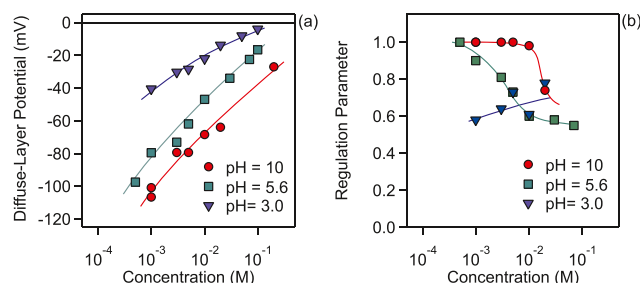 (a)
Diffuse-Layer Potential (mV)
0
-20
-40
-60
-80
-100
-120
pH = 10
pH = 5.6
pH= 3.0
10⁻⁴
10⁻³
10⁻²
10⁻¹
Concentration (M)
(b)
Regulation Parameter
1.0
0.8
0.6
0.4
0.2
0.0
pH = 10
pH = 5.6
pH= 3.0
10⁻⁴
10⁻³
10⁻²
10⁻¹
Concentration (M)